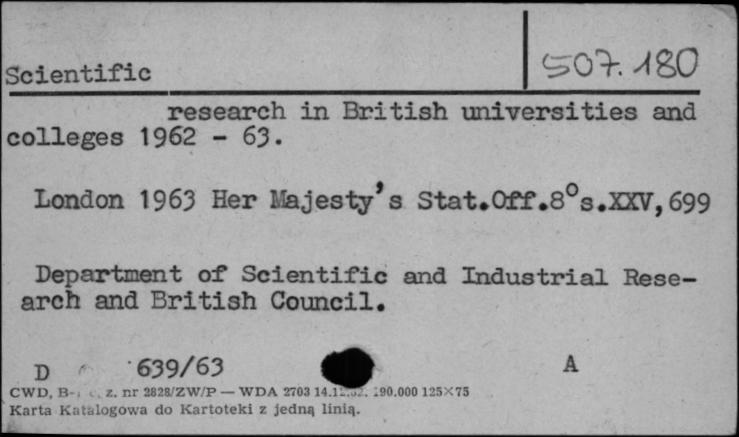 507.180
Scientific
research in British universities and
colleges 1962 - 63.
London 1963 Her Majesty's Stat.Off.8°s.XXV,699
Department of Scientific and Industrial Rese-
arch and British Council.
D 639/63 A
CWD, z. nr 2828/ZW/P — WDA 2703 190.000 125×75
Karta Katalogowa do Kartoteki z jedną linią.